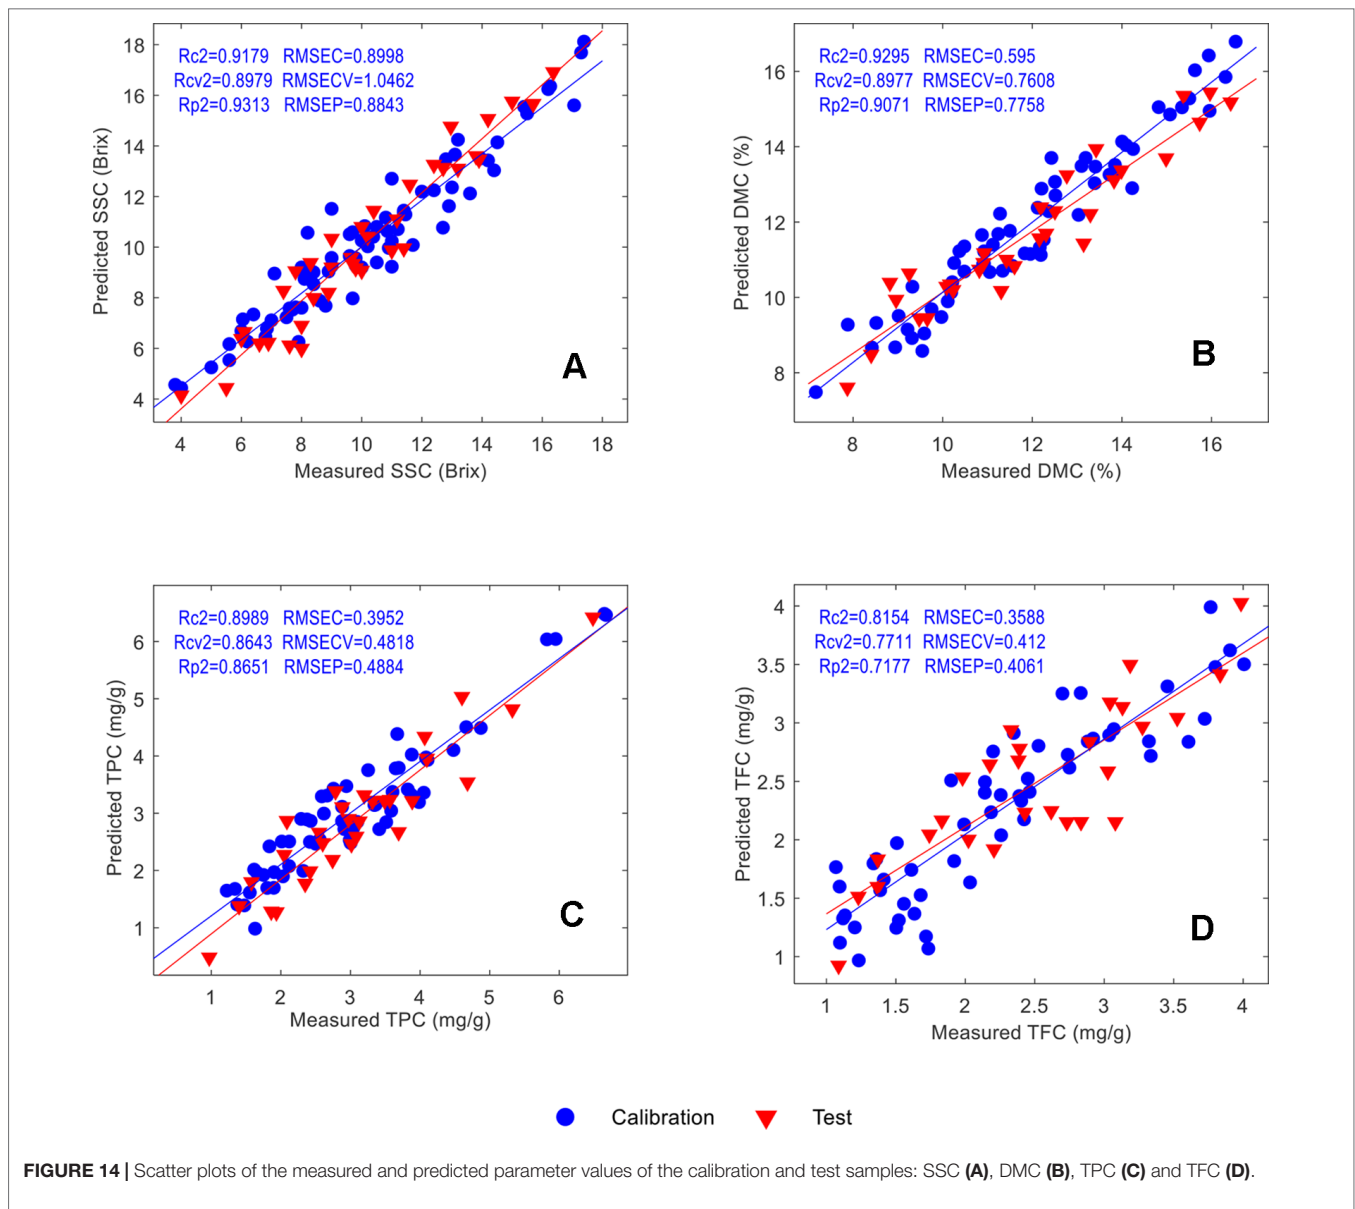 Rc2=0.9179 RMSEC=0.8998
Rcv2=0.8979 RMSECV=1.0462
Rp2=0.9313 RMSEP=0.8843
18
16
14
12
10
8
6
4
Predicted SSC (Brix)
A
4 6 8 10 12 14 16 18
Measured SSC (Brix)
Rc2=0.9295 RMSEC=0.595
Rcv2=0.8977 RMSECV=0.7608
Rp2=0.9071 RMSEP=0.7758
16
14
12
10
8
Predicted DMC (%)
B
8 10 12 14 16
Measured DMC (%)
Rc2=0.8989 RMSEC=0.3952
Rcv2=0.8643 RMSECV=0.4818
Rp2=0.8651 RMSEP=0.4884
6
5
4
3
2
1
Predicted TPC (mg/g)
C
1 2 3 4 5 6
Measured TPC (mg/g)
Rc2=0.8154 RMSEC=0.3588
Rcv2=0.7711 RMSECV=0.412
Rp2=0.7177 RMSEP=0.4061
4
3.5
3
2.5
2
1.5
1
Predicted TFC (mg/g)
D
1 1.5 2 2.5 3 3.5 4
Measured TFC (mg/g)
Calibration Test
FIGURE 14 | Scatter plots of the measured and predicted parameter values of the calibration and test samples: SSC (A), DMC (B), TPC (C) and TFC (D).